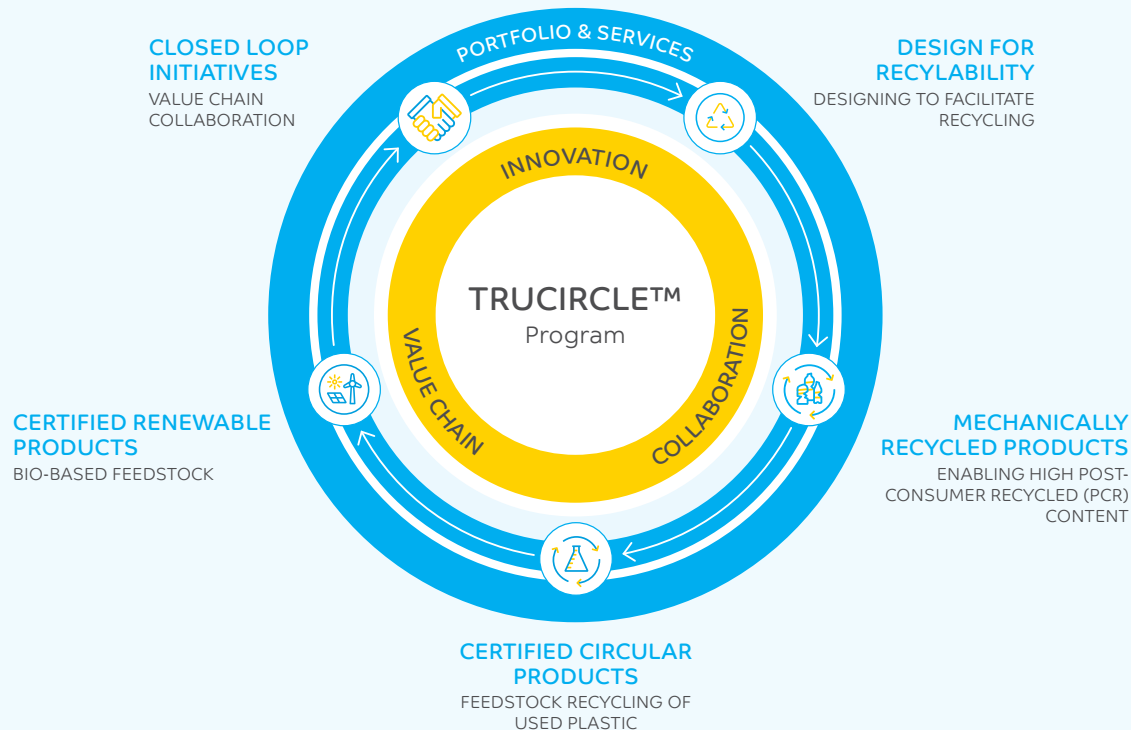 PORTFOLIO & SERVICES
CLOSED LOOP
INITIATIVES
VALUE CHAIN
COLLABORATION
DESIGN FOR
RECYLABILITY
DESIGNING TO FACILITATE
RECYCLING
INNOVATION
TRUCIRCLE™
Program
VALUE CHAIN
COLLABORATION
CERTIFIED RENEWABLE
PRODUCTS
BIO-BASED FEEDSTOCK
MECHANICALLY
RECYCLED PRODUCTS
ENABLING HIGH POST-
CONSUMER RECYCLED (PCR)
CONTENT
CERTIFIED CIRCULAR
PRODUCTS
FEEDSTOCK RECYCLING OF
USED PLASTIC